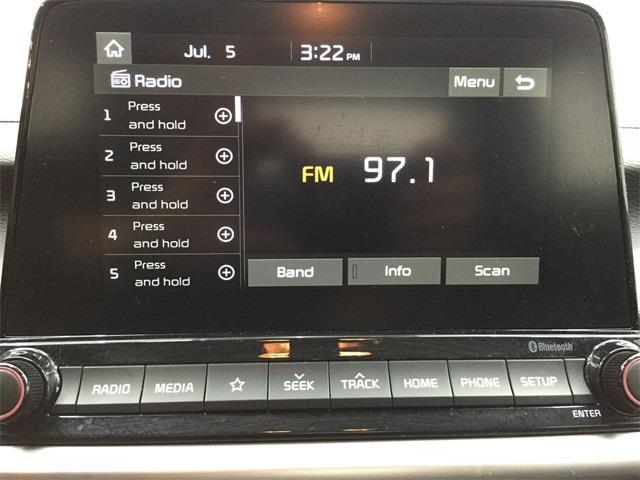 Jul. 5 3:22 PM
Radio Menu
1 Press and hold
2 Press and hold
3 Press and hold
4 Press and hold
5 Press and hold
FM 97.1
Band Info Scan
Bluetooth
RADIO MEDIA SEEK TRACK HOME PHONE SETUP
ENTER